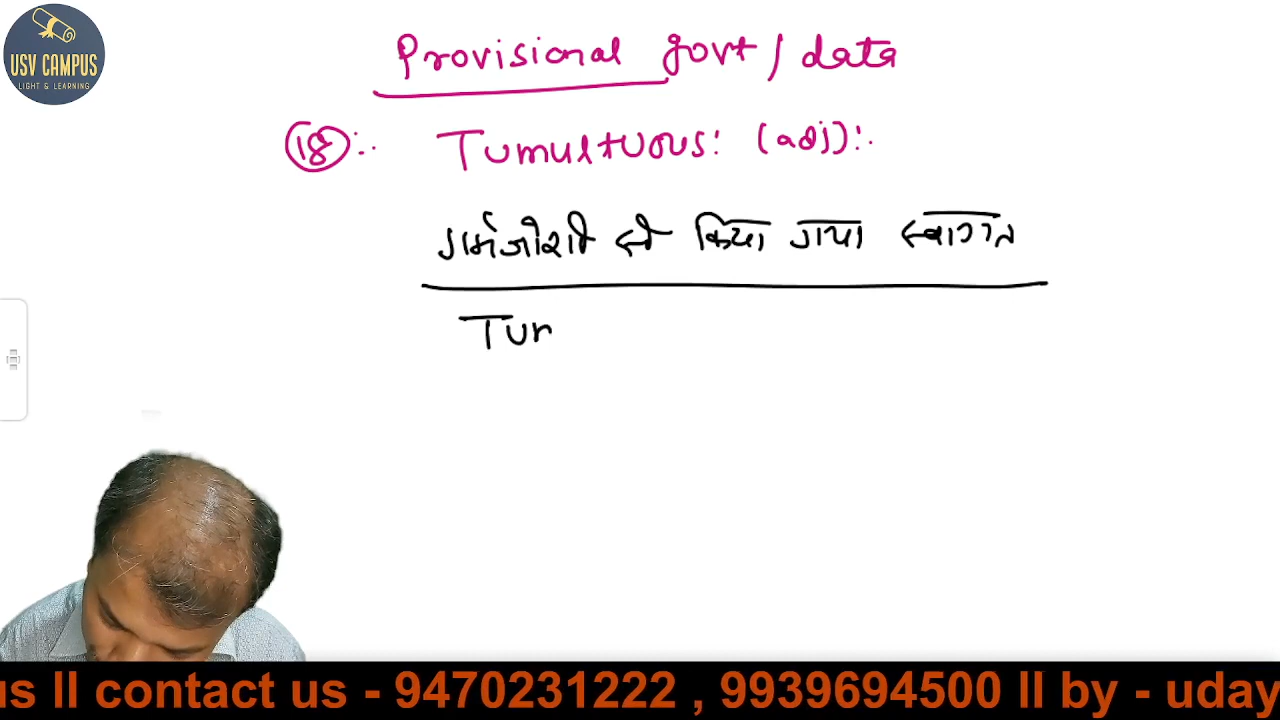 USV CAMPUS
LIGHT & LEARNING
Provisional govt / data
18:. Tumultuous: (adj):.
गर्मजोशी से किया गया स्वागत
Tur
us ll contact us - 9470231222 , 9939694500 ll by - uday